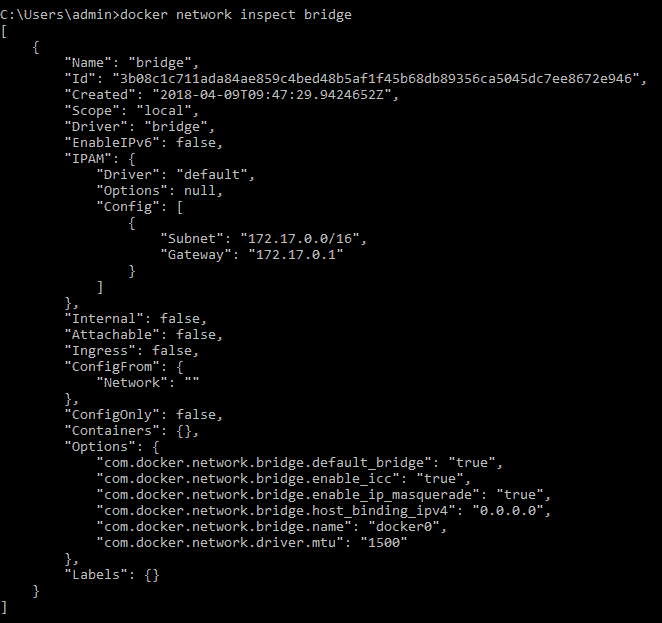 C:\Users\admin>docker network inspect bridge
[
    {
        "Name": "bridge",
        "Id": "3b08c1c711ada84ae859c4bed48b5af1f45b68db89356ca5045dc7ee8672e946",
        "Created": "2018-04-09T09:47:29.9424652Z",
        "Scope": "local",
        "Driver": "bridge",
        "EnableIPv6": false,
        "IPAM": {
            "Driver": "default",
            "Options": null,
            "Config": [
                {
                    "Subnet": "172.17.0.0/16",
                    "Gateway": "172.17.0.1"
                }
            ]
        },
        "Internal": false,
        "Attachable": false,
        "Ingress": false,
        "ConfigFrom": {
            "Network": ""
        },
        "ConfigOnly": false,
        "Containers": {},
        "Options": {
            "com.docker.network.bridge.default_bridge": "true",
            "com.docker.network.bridge.enable_icc": "true",
            "com.docker.network.bridge.enable_ip_masquerade": "true",
            "com.docker.network.bridge.host_binding_ipv4": "0.0.0.0",
            "com.docker.network.bridge.name": "docker0",
            "com.docker.network.driver.mtu": "1500"
        },
        "Labels": {}
    }
]